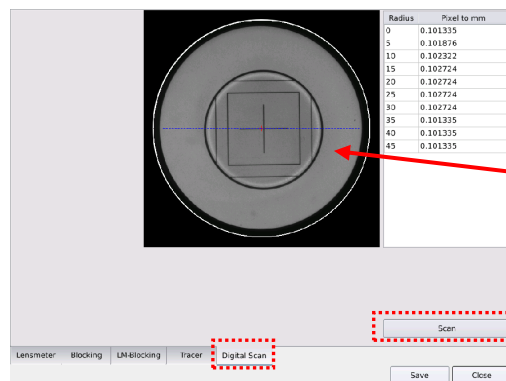 Radius Pixel to mm
0 0.101335
5 0.101876
10 0.102322
15 0.102724
20 0.102724
25 0.102724
30 0.102724
35 0.101335
40 0.101335
45 0.101335
Scan
Lensmeter Blocking LM-Blocking Tracer Digital Scan
Save Close